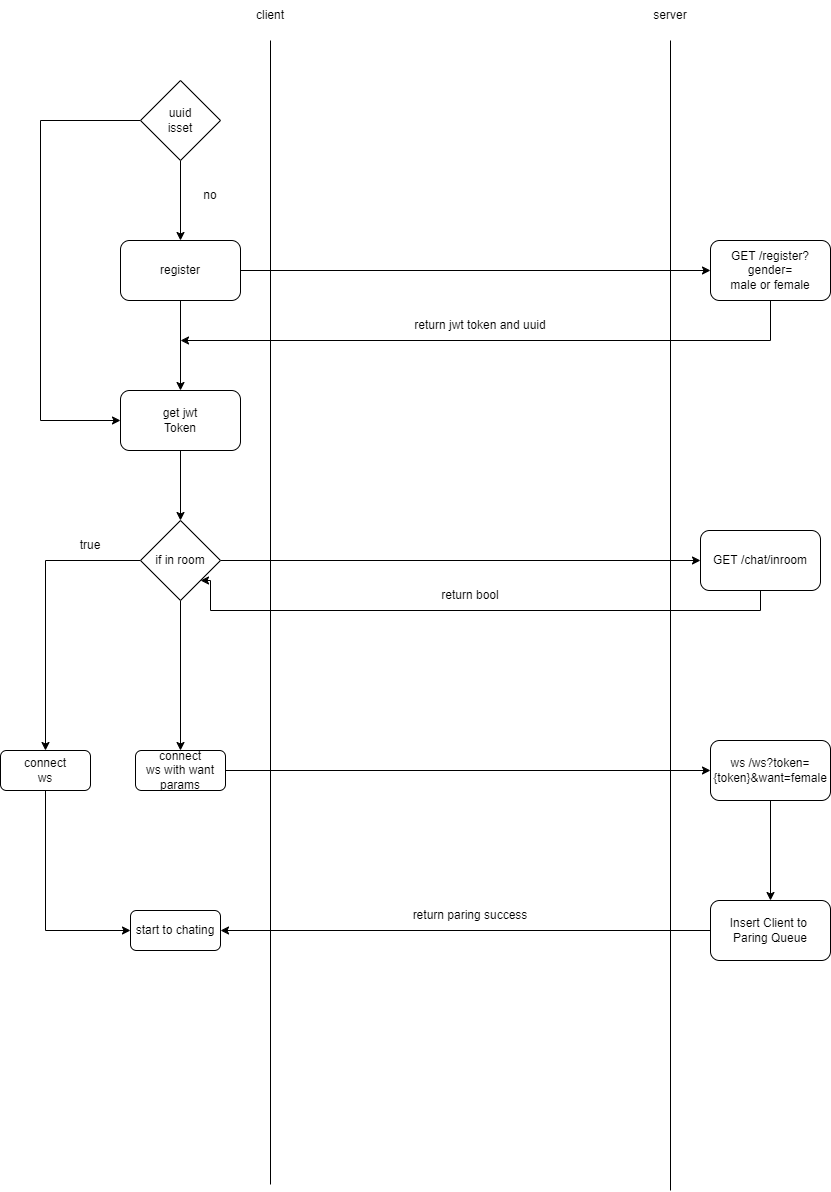 client
server
uuid
isset
no
register
GET /register?
gender=
male or female
return jwt token and uuid
get jwt
Token
true
if in room
GET /chat/inroom
return bool
connect
ws
connect
ws with want
params
ws /ws?token=
{token}&want=female
return paring success
start to chating
Insert Client to
Paring Queue